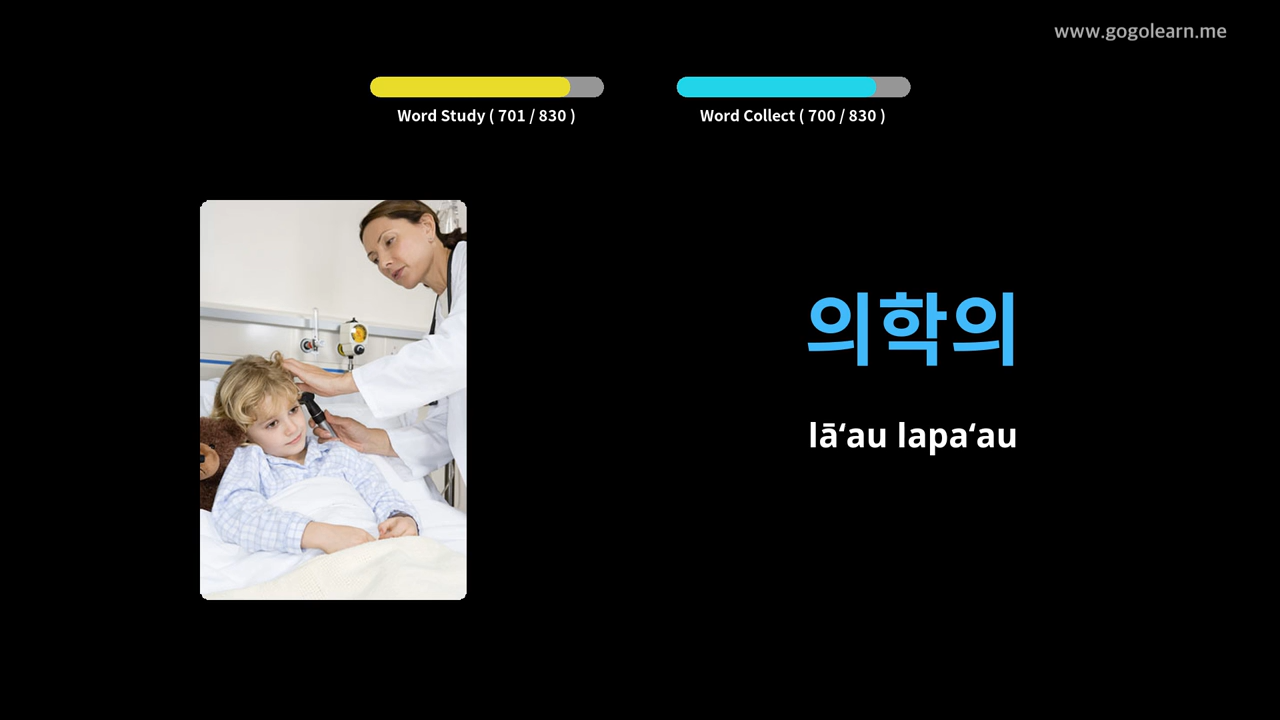 www.gogolearn.me
Word Study ( 701 / 830 )
Word Collect ( 700 / 830 )
의학의
lāʻau lapaʻau